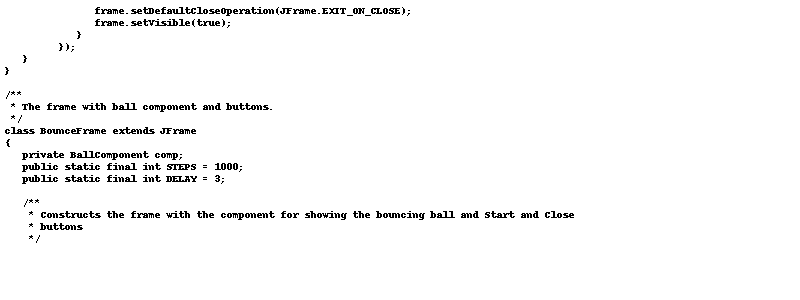 frame.setDefaultCloseOperation(JFrame.EXIT_ON_CLOSE);
frame.setVisible(true);
}
});
}
}
/**
* The frame with ball component and buttons.
*/
class BounceFrame extends JFrame
{
private BallComponent comp;
public static final int STEPS = 1000;
public static final int DELAY = 3;
/**
* Constructs the frame with the component for showing the bouncing ball and Start and Close
* buttons
*/